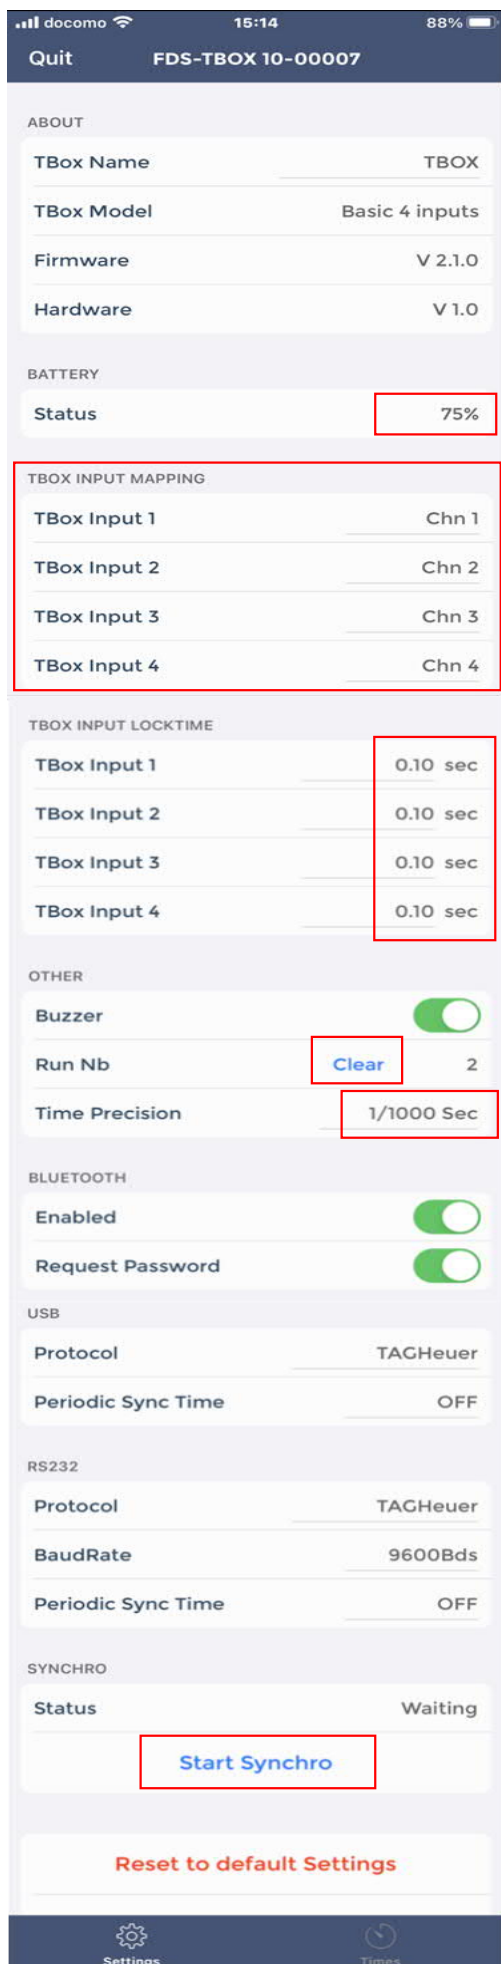 docomo 15:14 88%
Quit FDS-TBOX 10-00007
ABOUT
TBox Name TBOX
TBox Model Basic 4 inputs
Firmware V 2.1.0
Hardware V 1.0
BATTERY
Status 75%
TBOX INPUT MAPPING
TBox Input 1 Chn 1
TBox Input 2 Chn 2
TBox Input 3 Chn 3
TBox Input 4 Chn 4
TBOX INPUT LOCKTIME
TBox Input 1 0.10 sec
TBox Input 2 0.10 sec
TBox Input 3 0.10 sec
TBox Input 4 0.10 sec
OTHER
Buzzer
Run Nb Clear 2
Time Precision 1/1000 Sec
BLUETOOTH
Enabled
Request Password
USB
Protocol TAGHeuer
Periodic Sync Time OFF
RS232
Protocol TAGHeuer
BaudRate 9600Bds
Periodic Sync Time OFF
SYNCHRO
Status Waiting
Start Synchro
Reset to default Settings
Settings Times